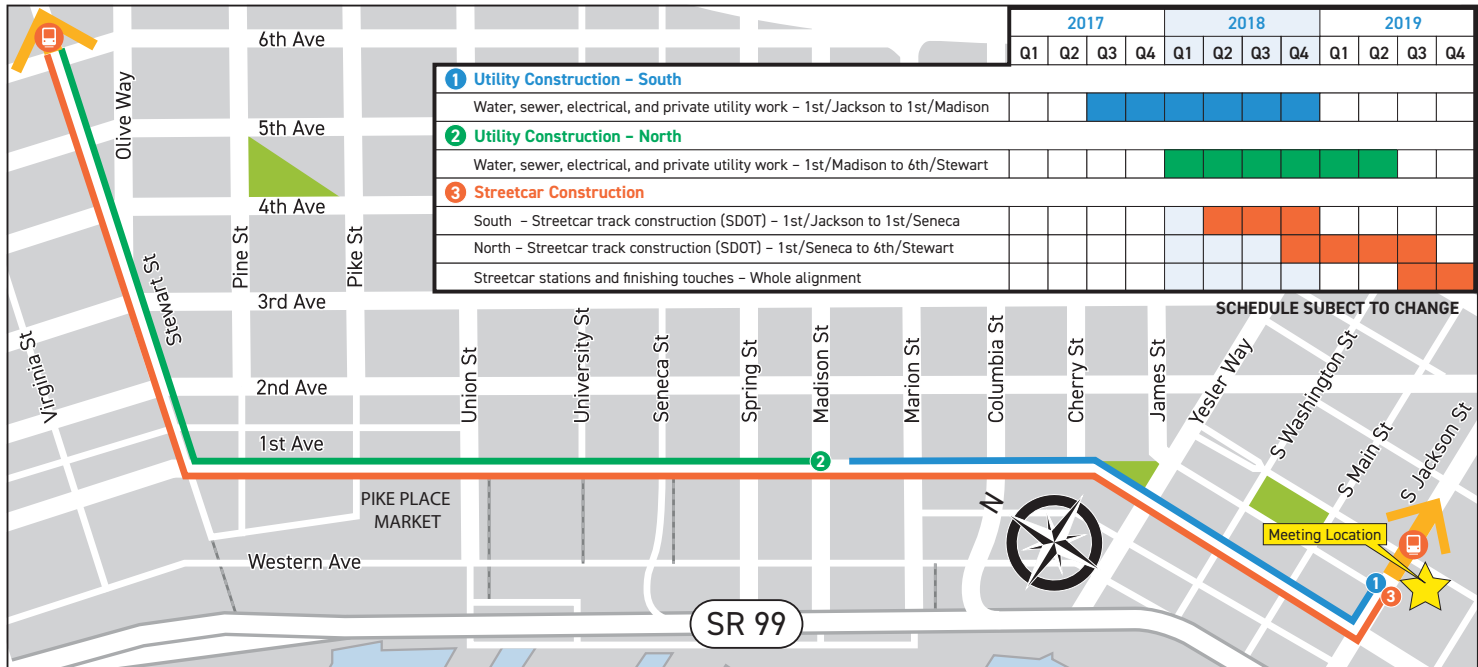 2017 2018 2019
Q1 Q2 Q3 Q4 Q1 Q2 Q3 Q4 Q1 Q2 Q3 Q4
1 Utility Construction – South
Water, sewer, electrical, and private utility work – 1st/Jackson to 1st/Madison
2 Utility Construction – North
Water, sewer, electrical, and private utility work – 1st/Madison to 6th/Stewart
3 Streetcar Construction
South – Streetcar track construction (SDOT) – 1st/Jackson to 1st/Seneca
North – Streetcar track construction (SDOT) – 1st/Seneca to 6th/Stewart
Streetcar stations and finishing touches – Whole alignment
SCHEDULE SUBECT TO CHANGE
6th Ave
Olive Way
5th Ave
4th Ave
Pine St
Pike St
Stewart St
3rd Ave
Virginia St
2nd Ave
Union St
University St
Seneca St
Spring St
Madison St
Marion St
Columbia St
Cherry St
James St
Yesler Way
S Washington St
S Main St
S Jackson St
1st Ave
2
PIKE PLACE
MARKET
N
Meeting Location
Western Ave
1
3
SR 99